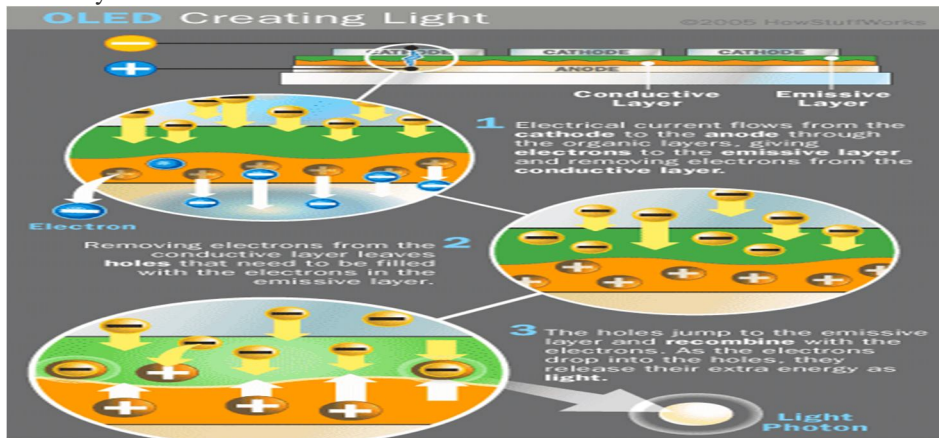 OLED Creating Light
©2005 HowStuffWorks
CATHODE CATHODE CATHODE
ANODE
Conductive
Layer
Emissive
Layer
1 Electrical current flows from the
cathode to the anode through
the organic layers, giving
elecrons to the emissive layer
and removing electrons from the
conductive layer.
Electron
2 Removing electrons from the
conductive layer leaves
holes that need to be filled
with the electrons in the
emissive layer.
3 The holes jump to the emissive
layer and recombine with the
electrons. As the electrons
drop into the holes, they
release their extra energy as
light.
Light
Photon